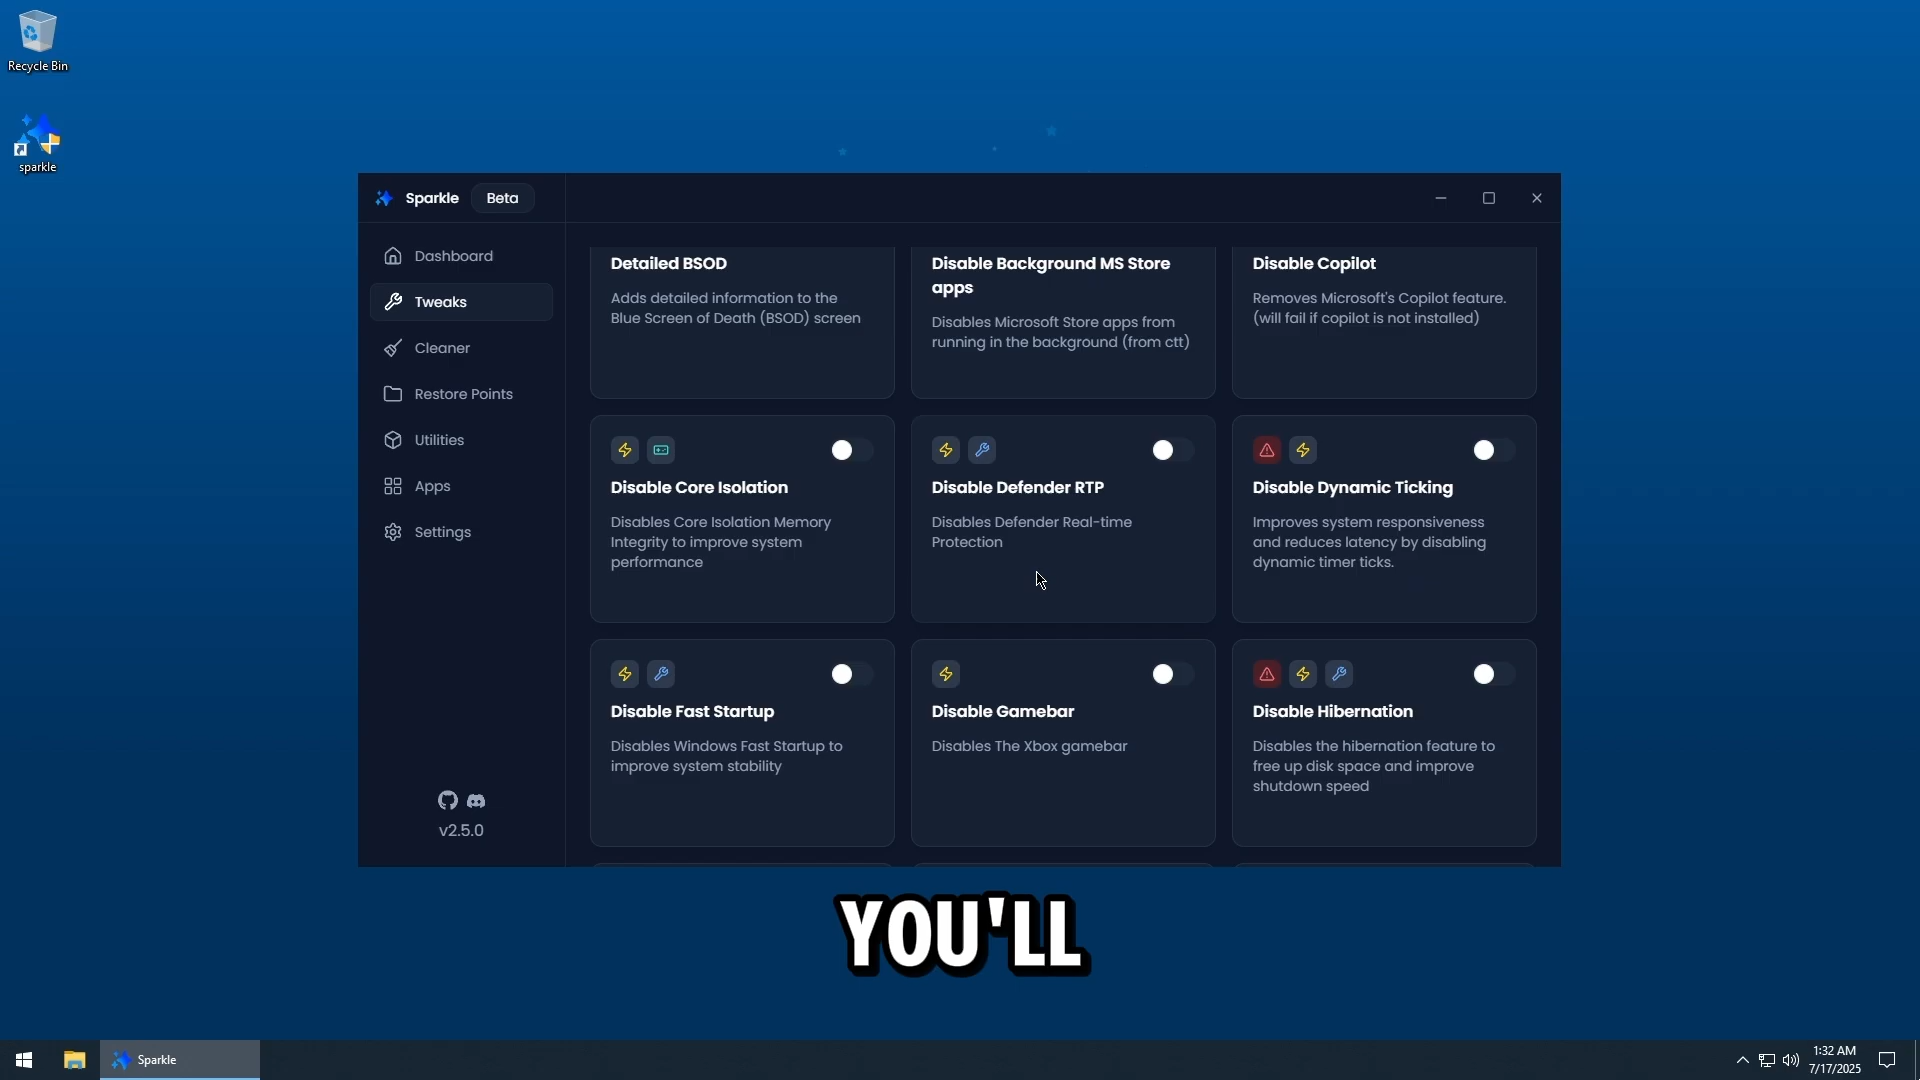 Recycle Bin
sparkle
Sparkle
Beta
Dashboard
Tweaks
Cleaner
Restore Points
Utilities
Apps
Settings
v2.5.0
Detailed BSOD
Adds detailed information to the
Blue Screen of Death (BSOD) screen
Disable Background MS Store
apps
Disables Microsoft Store apps from
running in the background (from ctt)
Disable Copilot
Removes Microsoft's Copilot feature.
(will fail if copilot is not installed)
Disable Core Isolation
Disables Core Isolation Memory
Integrity to improve system
performance
Disable Defender RTP
Disables Defender Real-time
Protection
Disable Dynamic Ticking
Improves system responsiveness
and reduces latency by disabling
dynamic timer ticks.
Disable Fast Startup
Disables Windows Fast Startup to
improve system stability
Disable Gamebar
Disables The Xbox gamebar
Disable Hibernation
Disables the hibernation feature to
free up disk space and improve
shutdown speed
YOU'LL
Sparkle
1:32 AM
7/17/2025